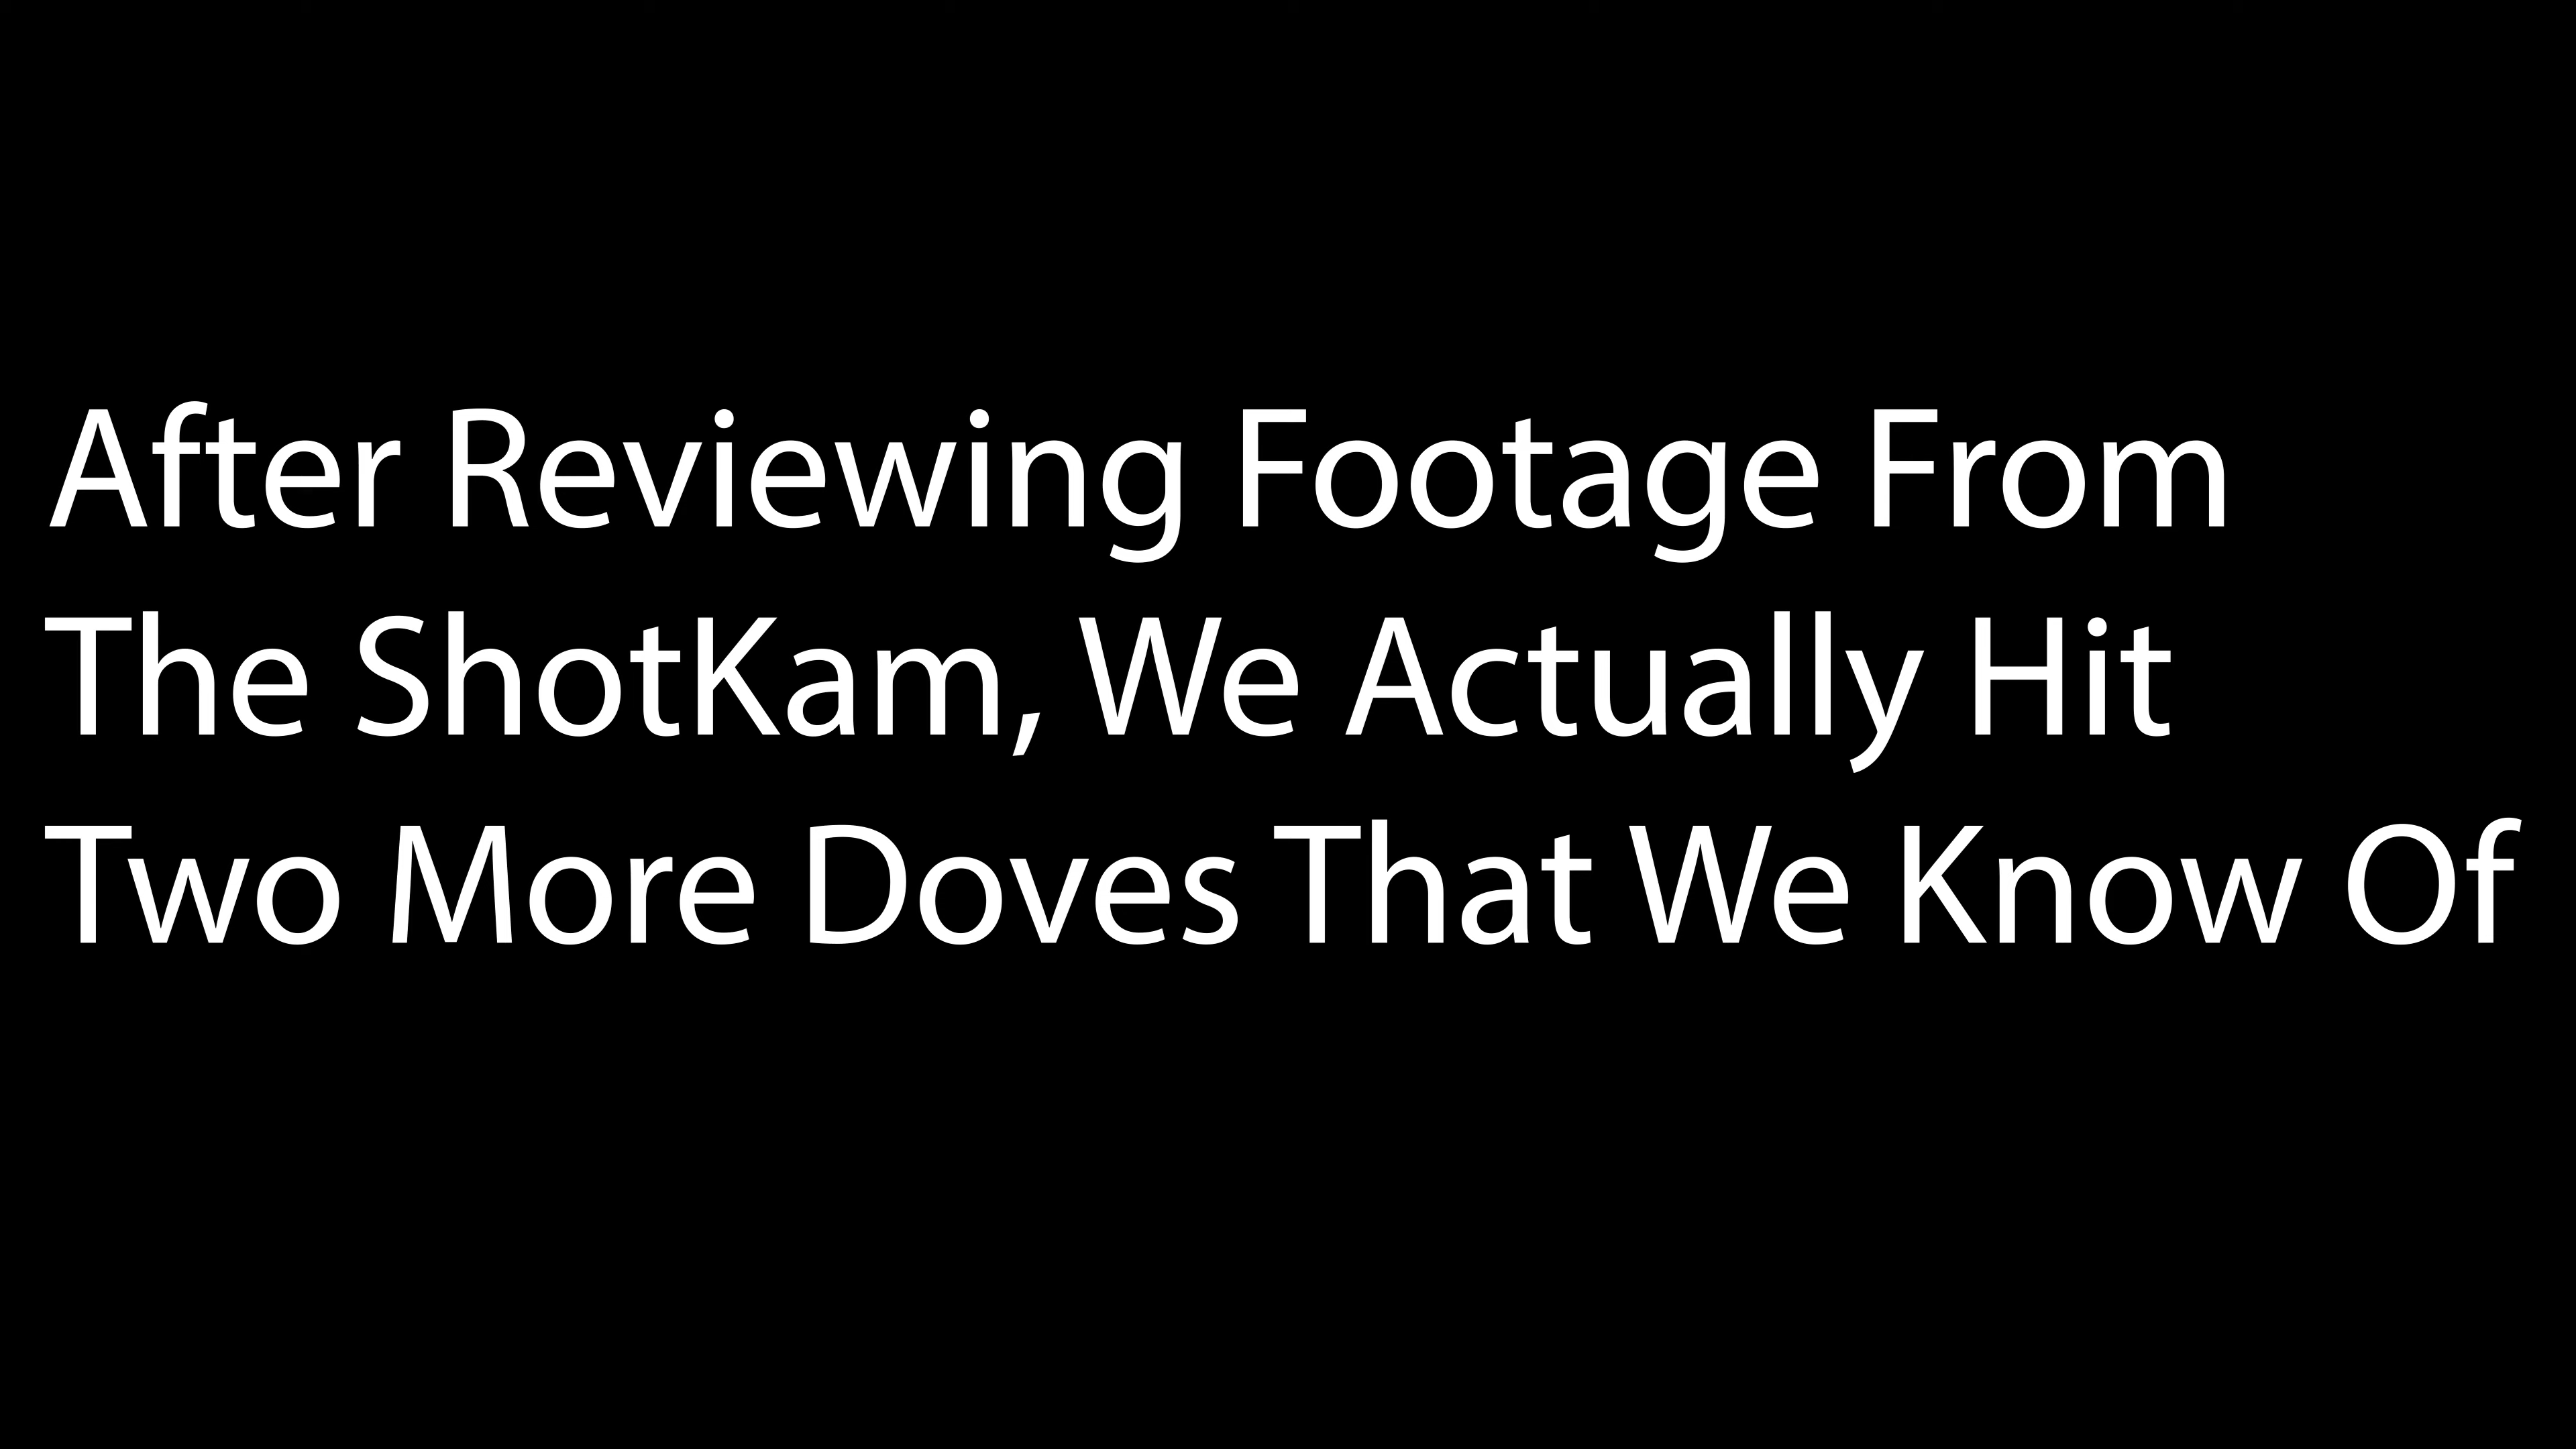 After Reviewing Footage From
The ShotKam, We Actually Hit
Two More Doves That We Know Of